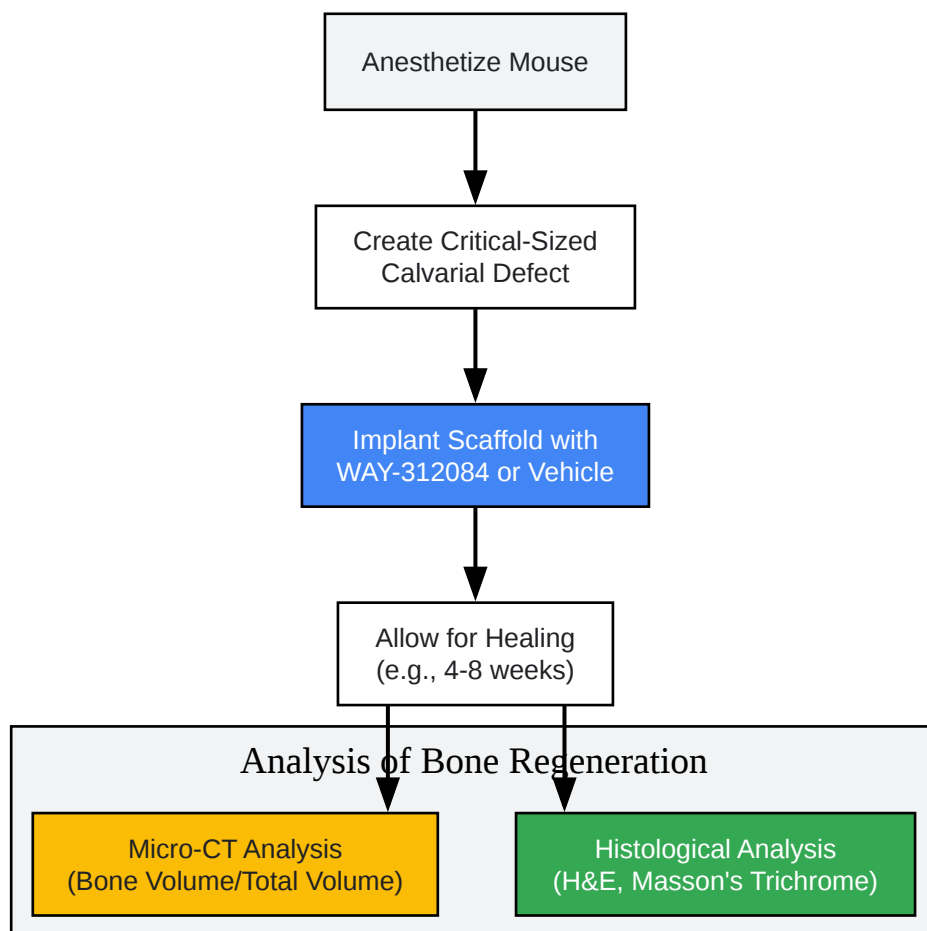 Anesthetize Mouse
Create Critical-Sized
Calvarial Defect
Implant Scaffold with
WAY-312084 or Vehicle
Allow for Healing
(e.g., 4-8 weeks)
Analysis of Bone Regeneration
Micro-CT Analysis
(Bone Volume/Total Volume)
Histological Analysis
(H&E, Masson's Trichrome)